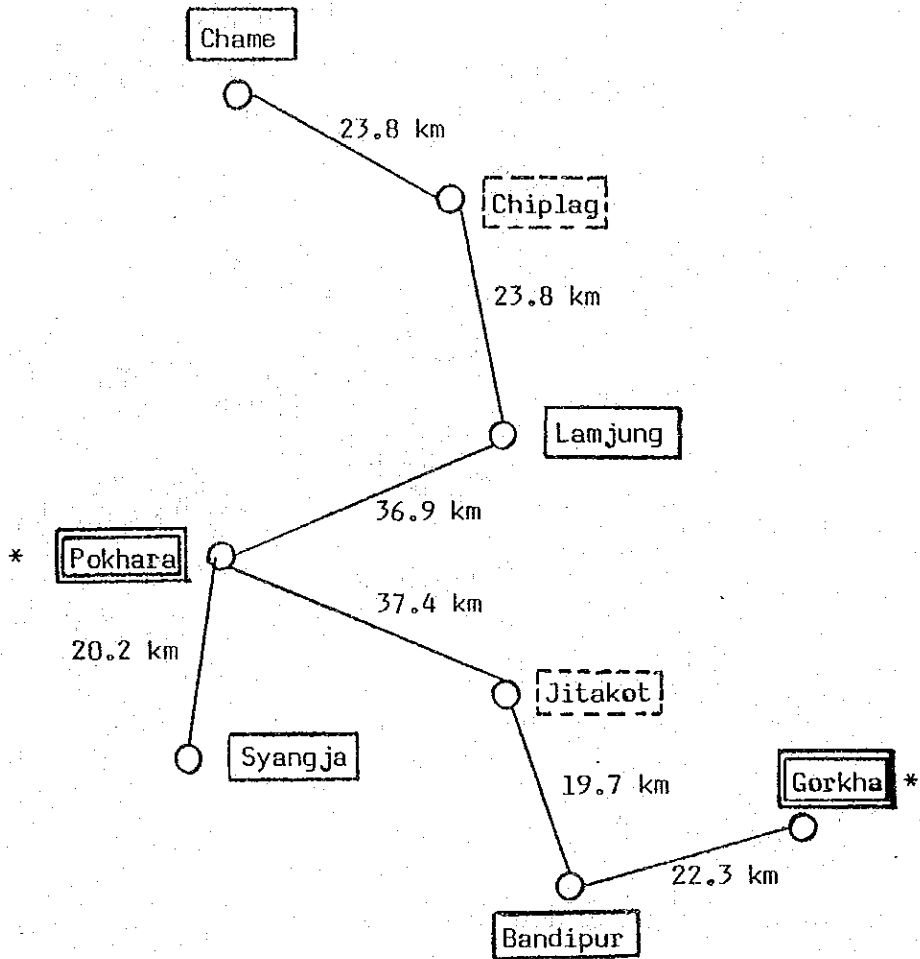 Chame
23.8 km
Chiplag
23.8 km
Lamjung
36.9 km
* Pokhara
37.4 km
20.2 km
Jitakot
Syangja
19.7 km
Gorkha *
22.3 km
Bandipur